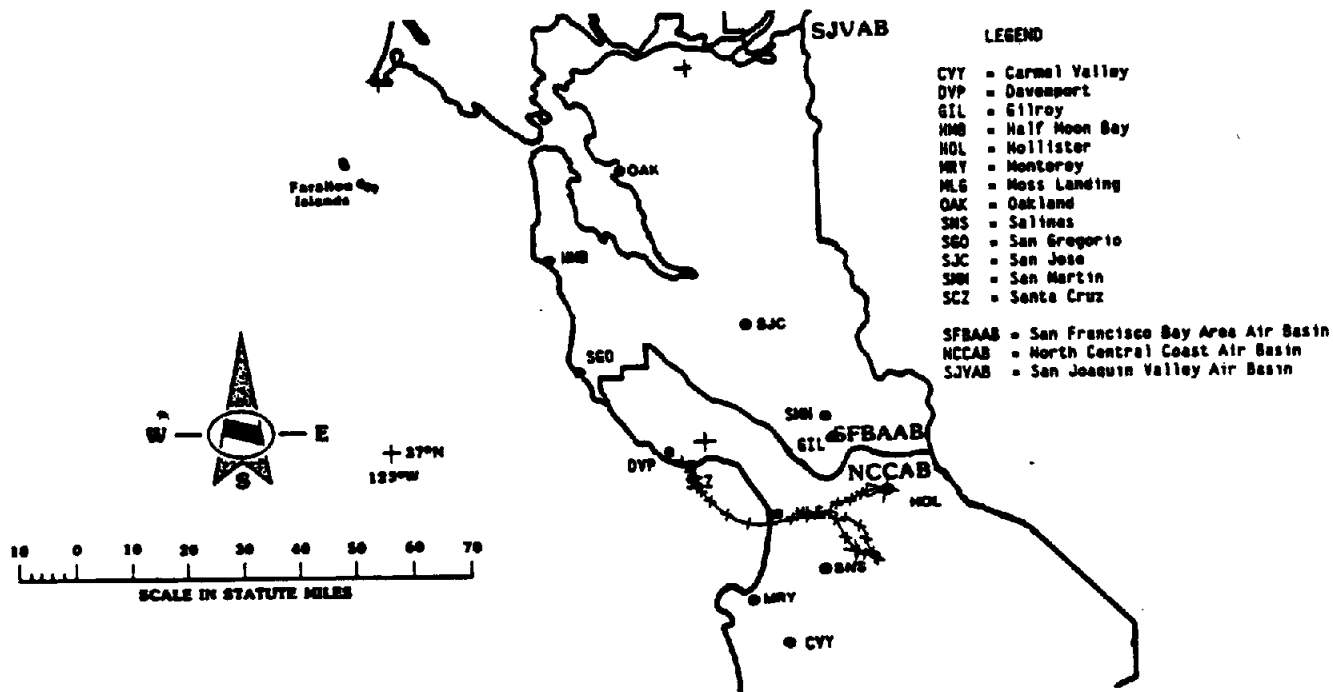 SJVAB
LEGEND
CVY = Carmel Valley
DVP = Davenport
GIL = Gilroy
HMB = Half Moon Bay
HOL = Hollister
MRY = Monterey
MLG = Moss Landing
OAK = Oakland
SNS = Salinas
SGO = San Gregorio
SJC = San Jose
SMN = San Martin
SCZ = Santa Cruz
SFBAAB = San Francisco Bay Area Air Basin
NCCAB = North Central Coast Air Basin
SJVAB = San Joaquin Valley Air Basin
OAK
Farallon
Islands
HMB
SJC
SGO
SMN
GIL
SFBAAB
W
E
S
37°N
123°W
DVP
SCZ
NCCAB
HOL
MLG
SNS
MRY
CVY
10 0 10 20 30 40 50 60 70
SCALE IN STATUTE MILES